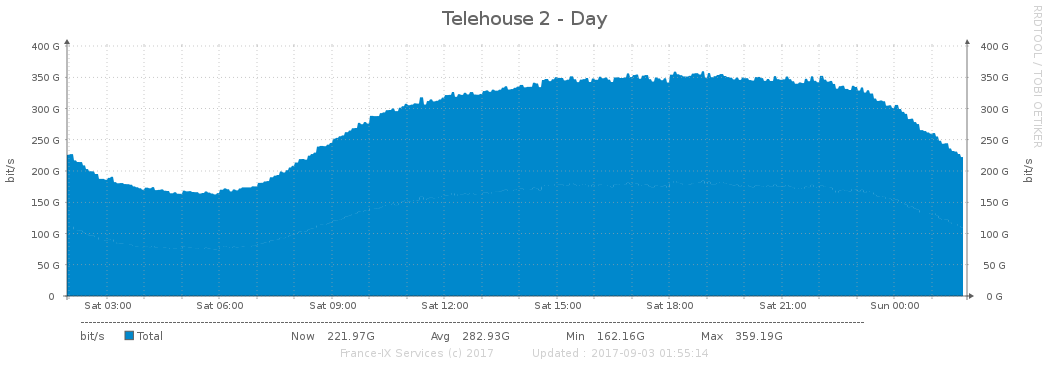 Telehouse 2 - Day
RRDTOOL / TOBI OETIKER
400 G 400 G
350 G 350 G
300 G 300 G
250 G 250 G
200 G 200 G
150 G 150 G
100 G 100 G
50 G 50 G
0 0 G
bit/s
bit/s
Sat 03:00 Sat 06:00 Sat 09:00 Sat 12:00 Sat 15:00 Sat 18:00 Sat 21:00 Sun 00:00
bit/s Total Now 221.97G Avg 282.93G Min 162.16G Max 359.19G
France-IX Services (c) 2017 Updated : 2017-09-03 01:55:14